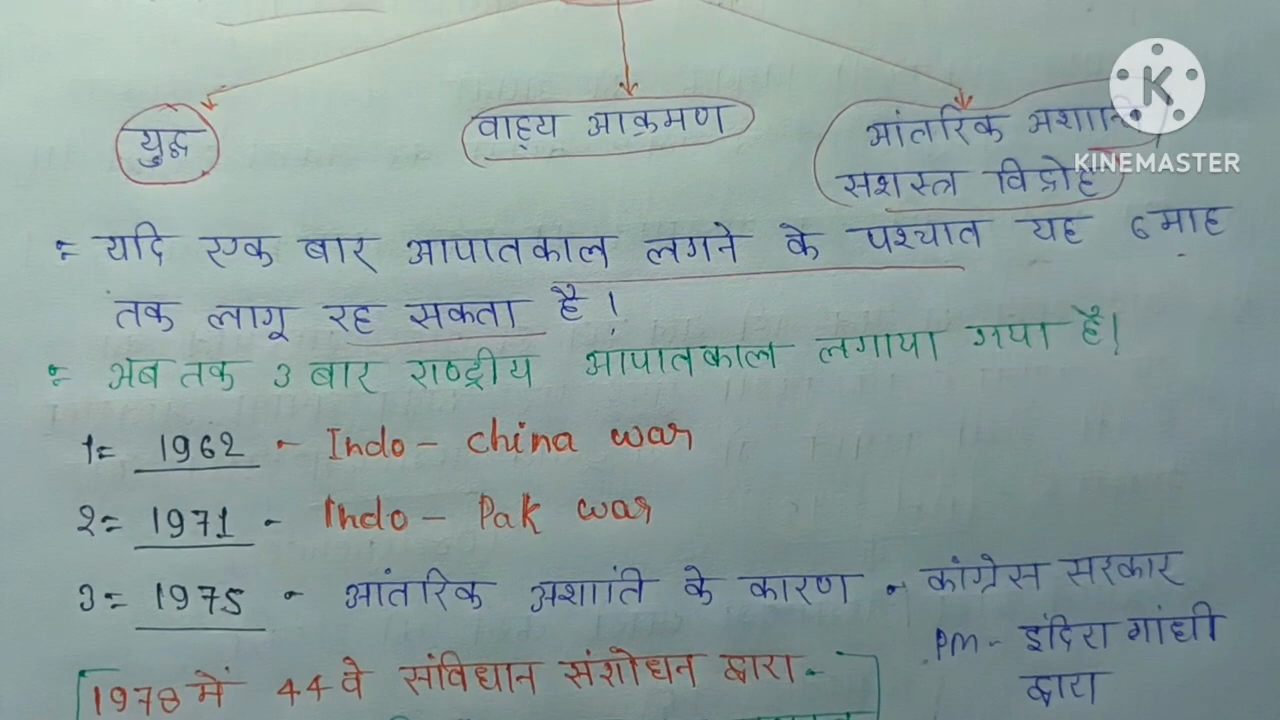 युद्ध
वाह्य आक्रमण
आंतरिक अशांति
सशस्त्र विद्रोह
K
KINEMASTER
= यदि एक बार आपातकाल लगने के पश्चात यह 6 माह
तक लागू रह सकता है।
= अब तक 3 बार राष्ट्रीय आपातकाल लगाया गया है।
1= 1962 - Indo - china war
2= 1971 - Indo - Pak war
3= 1975 - आंतरिक अशांति के कारण - कांग्रेस सरकार
PM - इंदिरा गांधी
द्वारा
1978 में 44 वे संविधान संशोधन द्वारा -